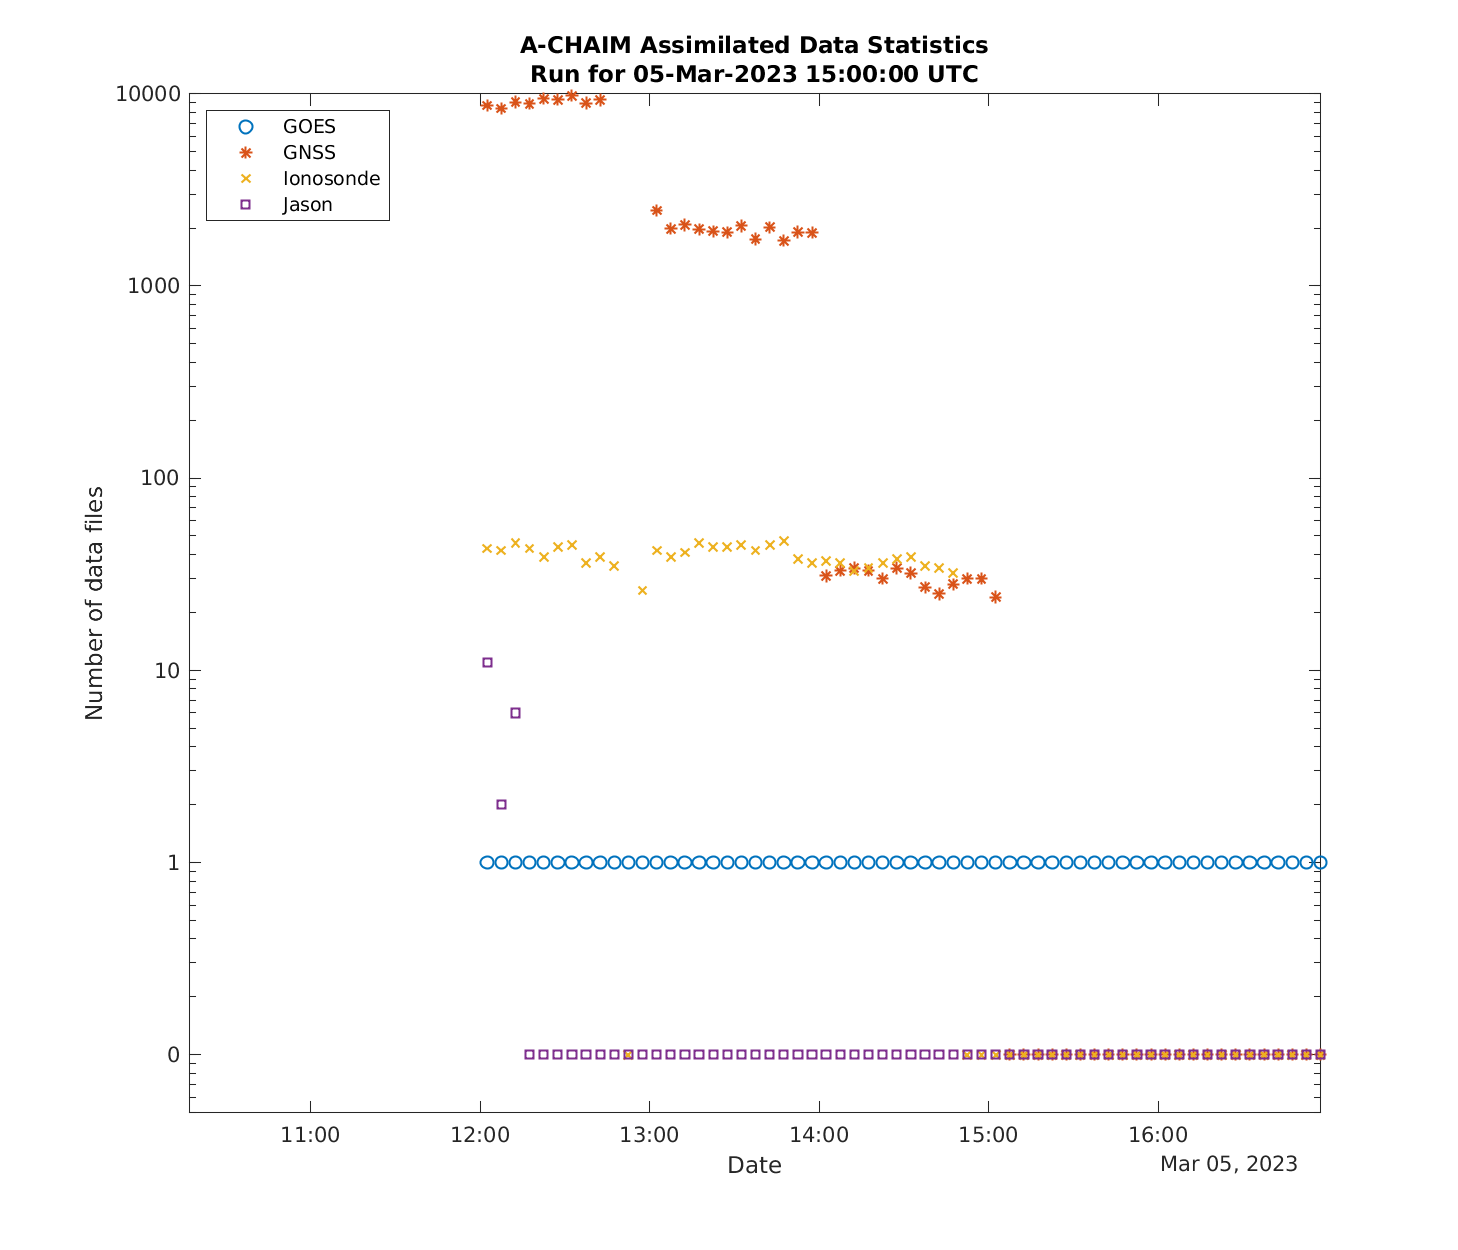 A-CHAIM Assimilated Data Statistics
Run for 05-Mar-2023 15:00:00 UTC
GOES
GNSS
Ionosonde
Jason
Number of data files
10000
1000
100
10
1
0
11:00 12:00 13:00 14:00 15:00 16:00
Date
Mar 05, 2023